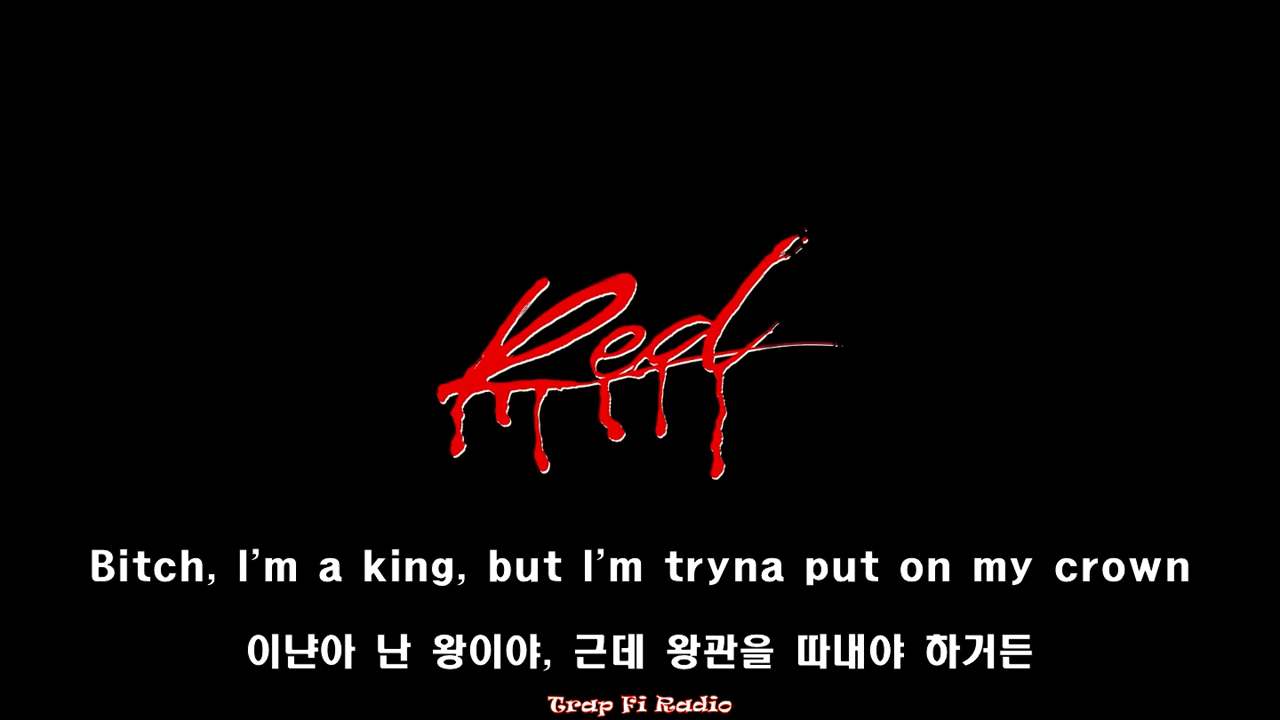 Red
Bitch, I'm a king, but I'm tryna put on my crown
이냔아 난 왕이야, 근데 왕관을 따내야 하거든
Trap Fi Radio